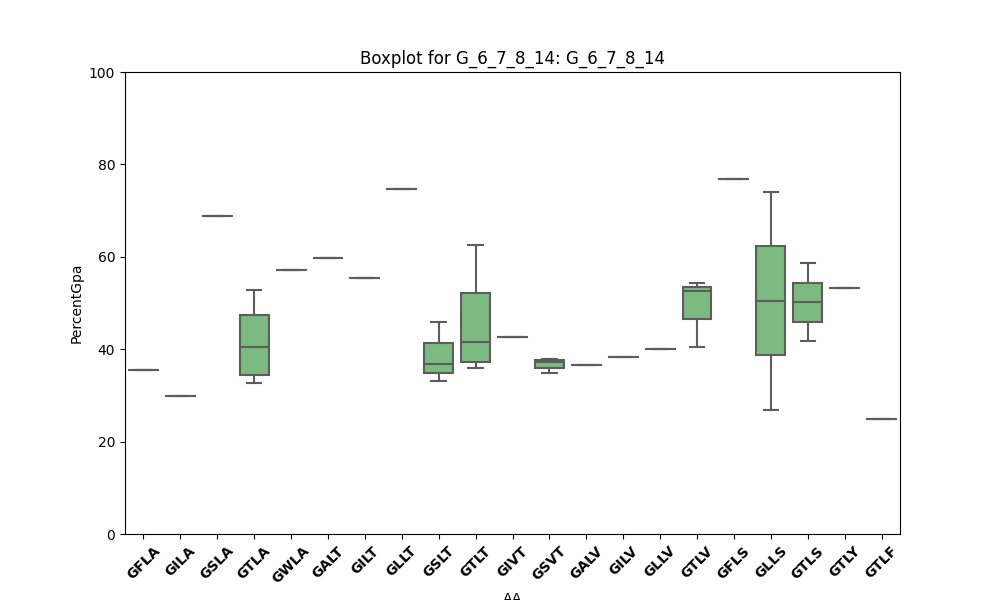 Boxplot for G_6_7_8_14: G_6_7_8_14
100
80
60
40
20
0
PercentGpa
GFLA GILA GSLA GTLA GWLA GALT GILT GLLT GSLT GTLT GIVT GSVT GALV GILV GLLV GTLV GFLS GLLS GTLS GTLY GTLF
AA